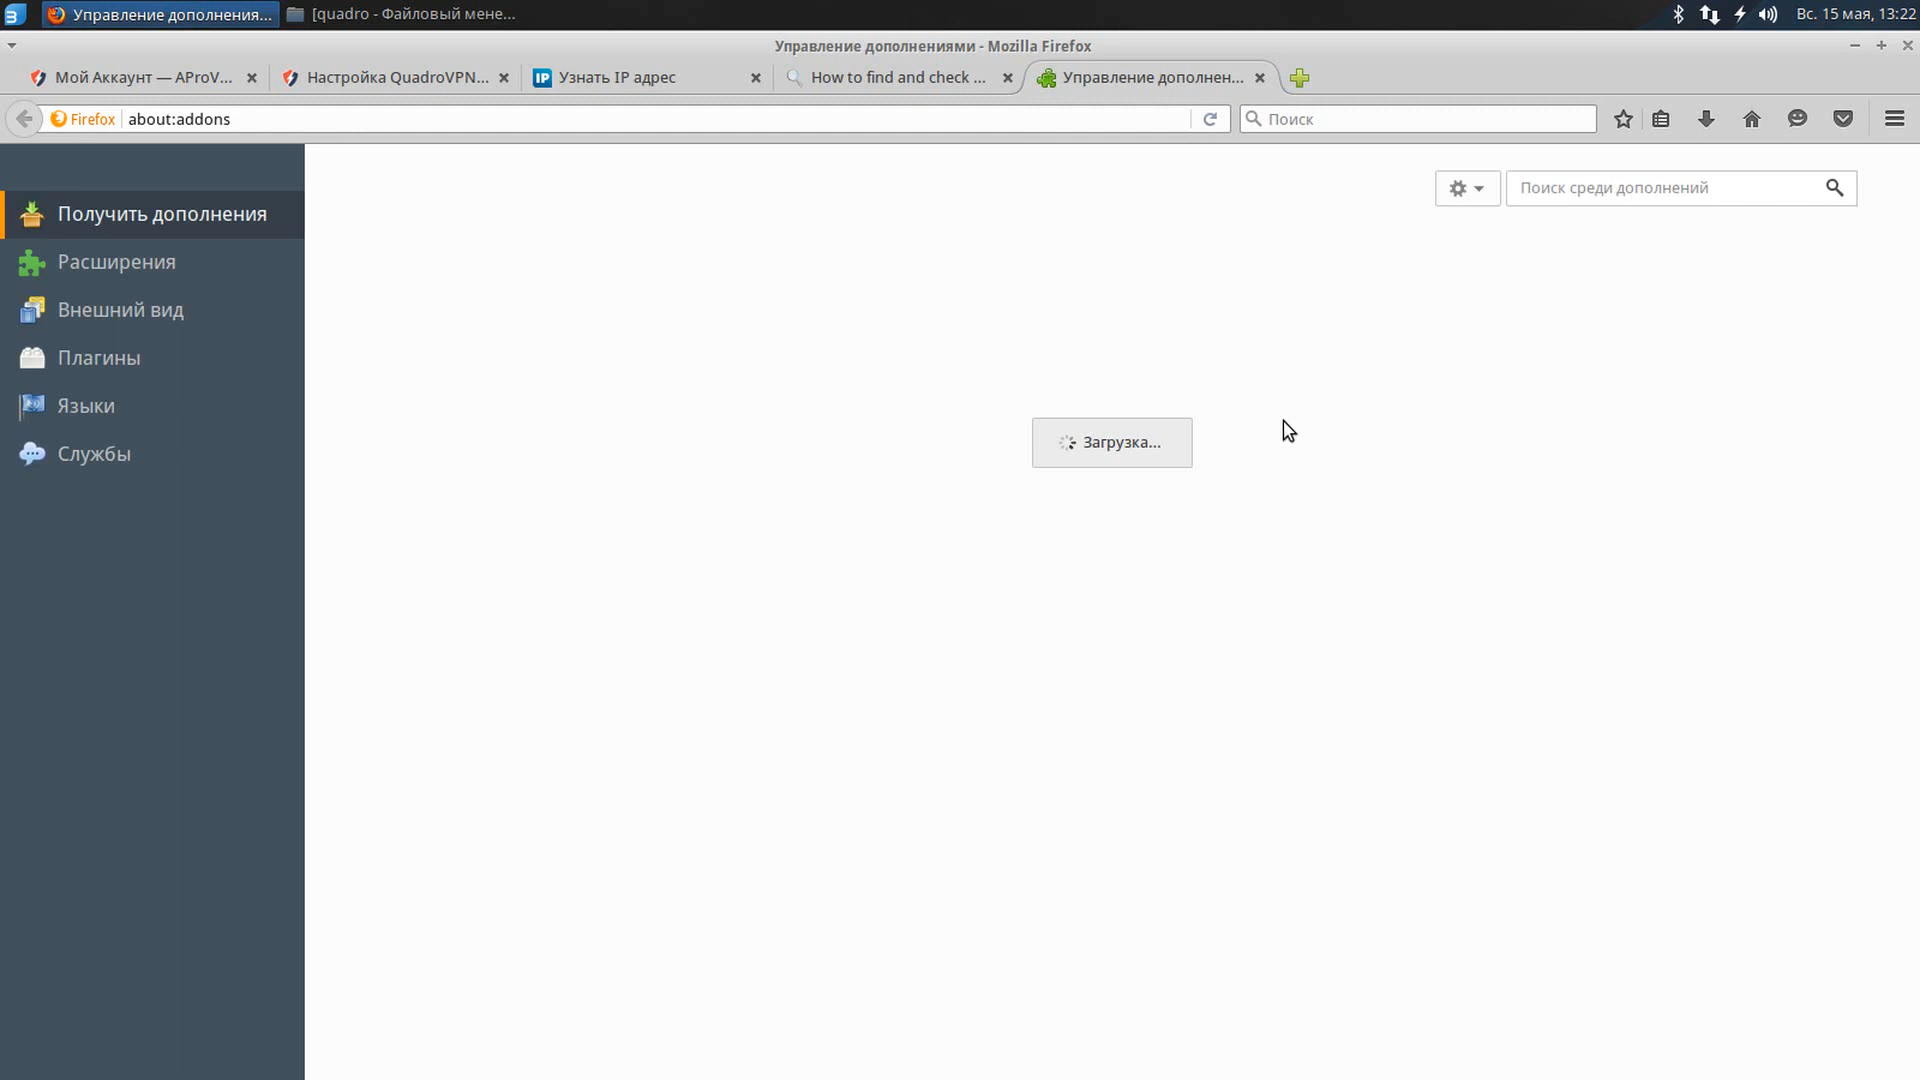 Управление дополнения...
[quadro - Файловый мене...
Вс. 15 мая, 13:22
Управление дополнениями - Mozilla Firefox
Мой Аккаунт — AProV...
Настройка QuadroVPN...
IP Узнать IP адрес
How to find and check ...
Управление дополнен...
Firefox about:addons
Поиск
Поиск среди дополнений
Получить дополнения
Расширения
Внешний вид
Плагины
Языки
Службы
Загрузка...